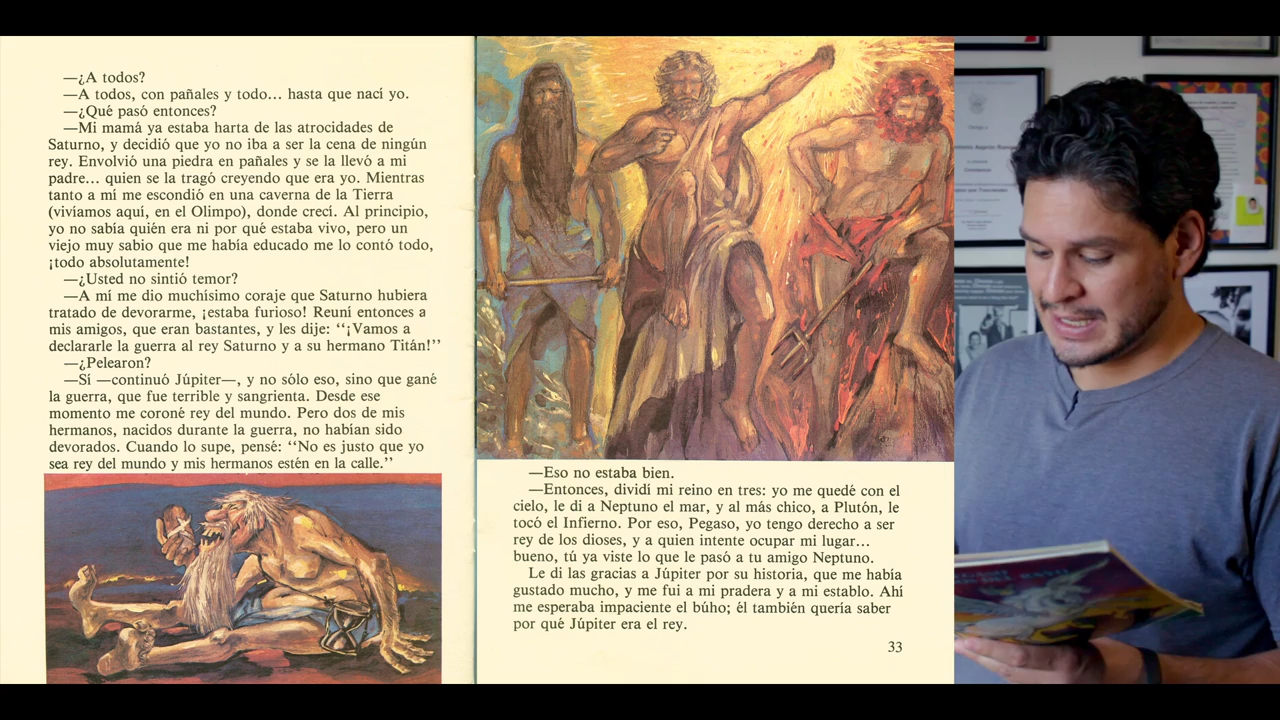 —¿A todos?
—A todos, con pañales y todo... hasta que nací yo.
—¿Qué pasó entonces?
—Mi mamá ya estaba harta de las atrocidades de
Saturno, y decidió que yo no iba a ser la cena de ningún
rey. Envolvió una piedra en pañales y se la llevó a mi
padre... quien se la tragó creyendo que era yo. Mientras
tanto a mí me escondió en una caverna de la Tierra
(vivíamos aquí, en el Olimpo), donde crecí. Al principio,
yo no sabía quién era ni por qué estaba vivo, pero un
viejo muy sabio que me había educado me lo contó todo,
¡todo absolutamente!
—¿Usted no sintió temor?
—A mí me dio muchísimo coraje que Saturno hubiera
tratado de devorarme, ¡estaba furioso! Reuní entonces a
mis amigos, que eran bastantes, y les dije: “¡Vamos a
declararle la guerra al rey Saturno y a su hermano Titán!”
—¿Pelearon?
—Sí —continuó Júpiter—, y no sólo eso, sino que gané
la guerra, que fue terrible y sangrienta. Desde ese
momento me coroné rey del mundo. Pero dos de mis
hermanos, nacidos durante la guerra, no habían sido
devorados. Cuando lo supe, pensé: “No es justo que yo
sea rey del mundo y mis hermanos estén en la calle.”
—Eso no estaba bien.
—Entonces, dividí mi reino en tres: yo me quedé con el
cielo, le di a Neptuno el mar, y al más chico, a Plutón, le
tocó el Infierno. Por eso, Pegaso, yo tengo derecho a ser
rey de los dioses, y a quien intente ocupar mi lugar...
bueno, tú ya viste lo que le pasó a tu amigo Neptuno.
Le di las gracias a Júpiter por su historia, que me había
gustado mucho, y me fui a mi pradera y a mi establo. Ahí
me esperaba impaciente el búho; él también quería saber
por qué Júpiter era el rey.
33